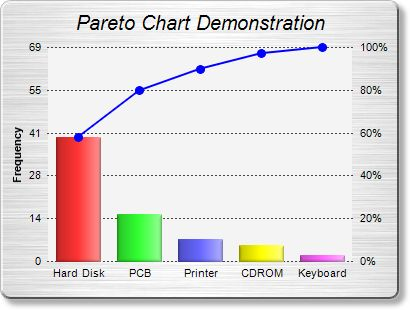 Pareto Chart Demonstration
69 100%
55 80%
41 60%
28 40%
14 20%
0 0%
Frequency
Hard Disk PCB Printer CDROM Keyboard